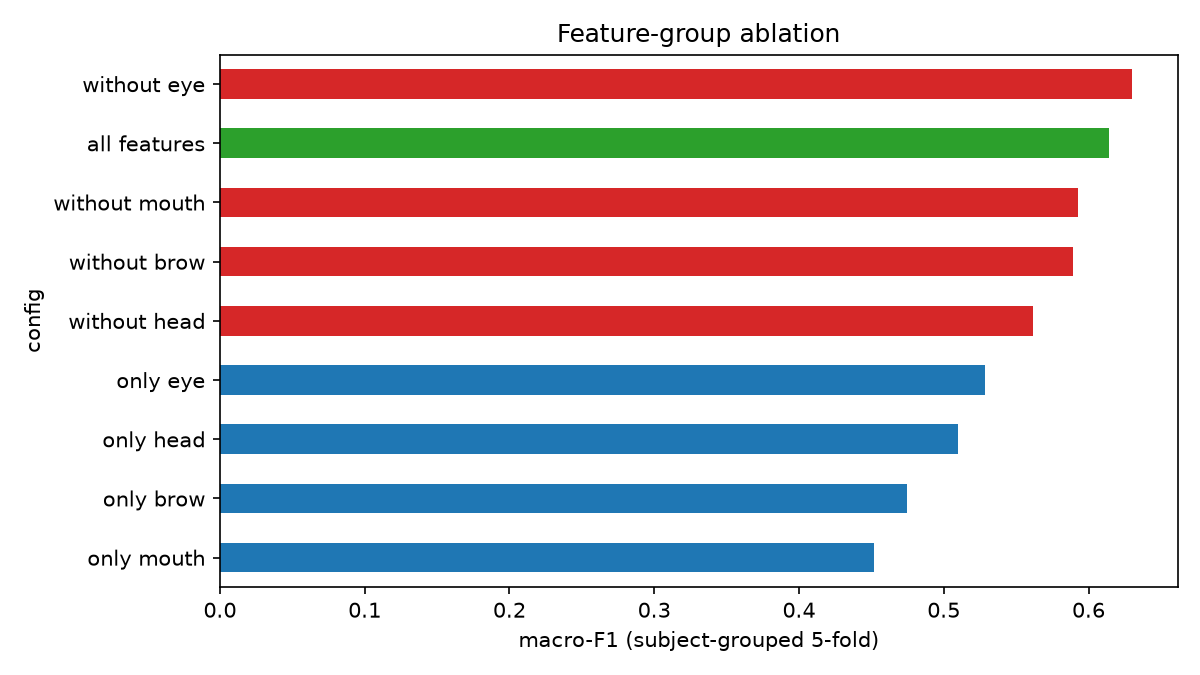 Feature-group ablation
without eye
all features
without mouth
without brow
without head
only eye
only head
only brow
only mouth
config
0.0 0.1 0.2 0.3 0.4 0.5 0.6
macro-F1 (subject-grouped 5-fold)